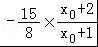 -15/8 × (x₀+2)/(x₀+1)